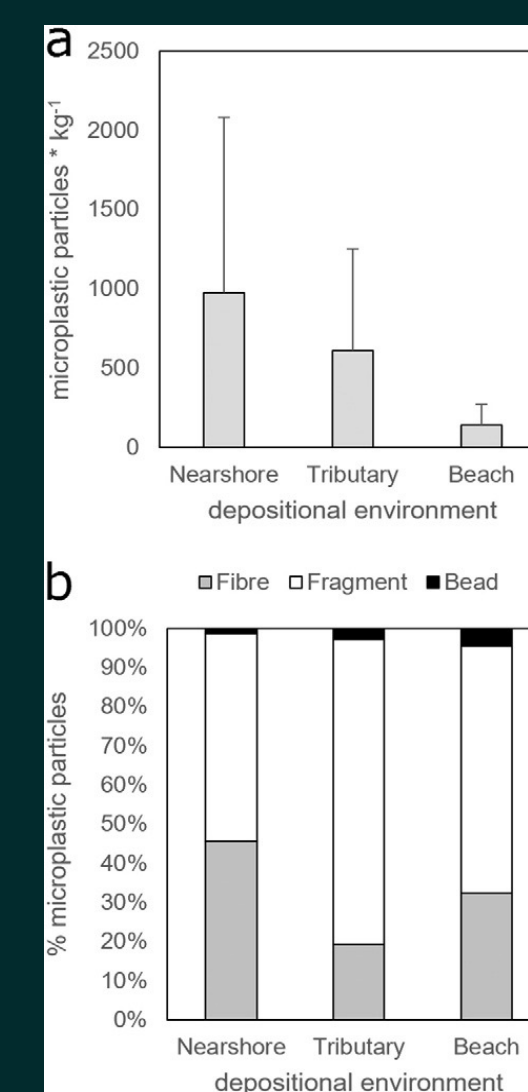 a
microplastic particles * kg-1
2500
2000
1500
1000
500
0
Nearshore Tributary Beach
depositional environment
b
Fibre Fragment Bead
% microplastic particles
100%
90%
80%
70%
60%
50%
40%
30%
20%
10%
0%
Nearshore Tributary Beach
depositional environment